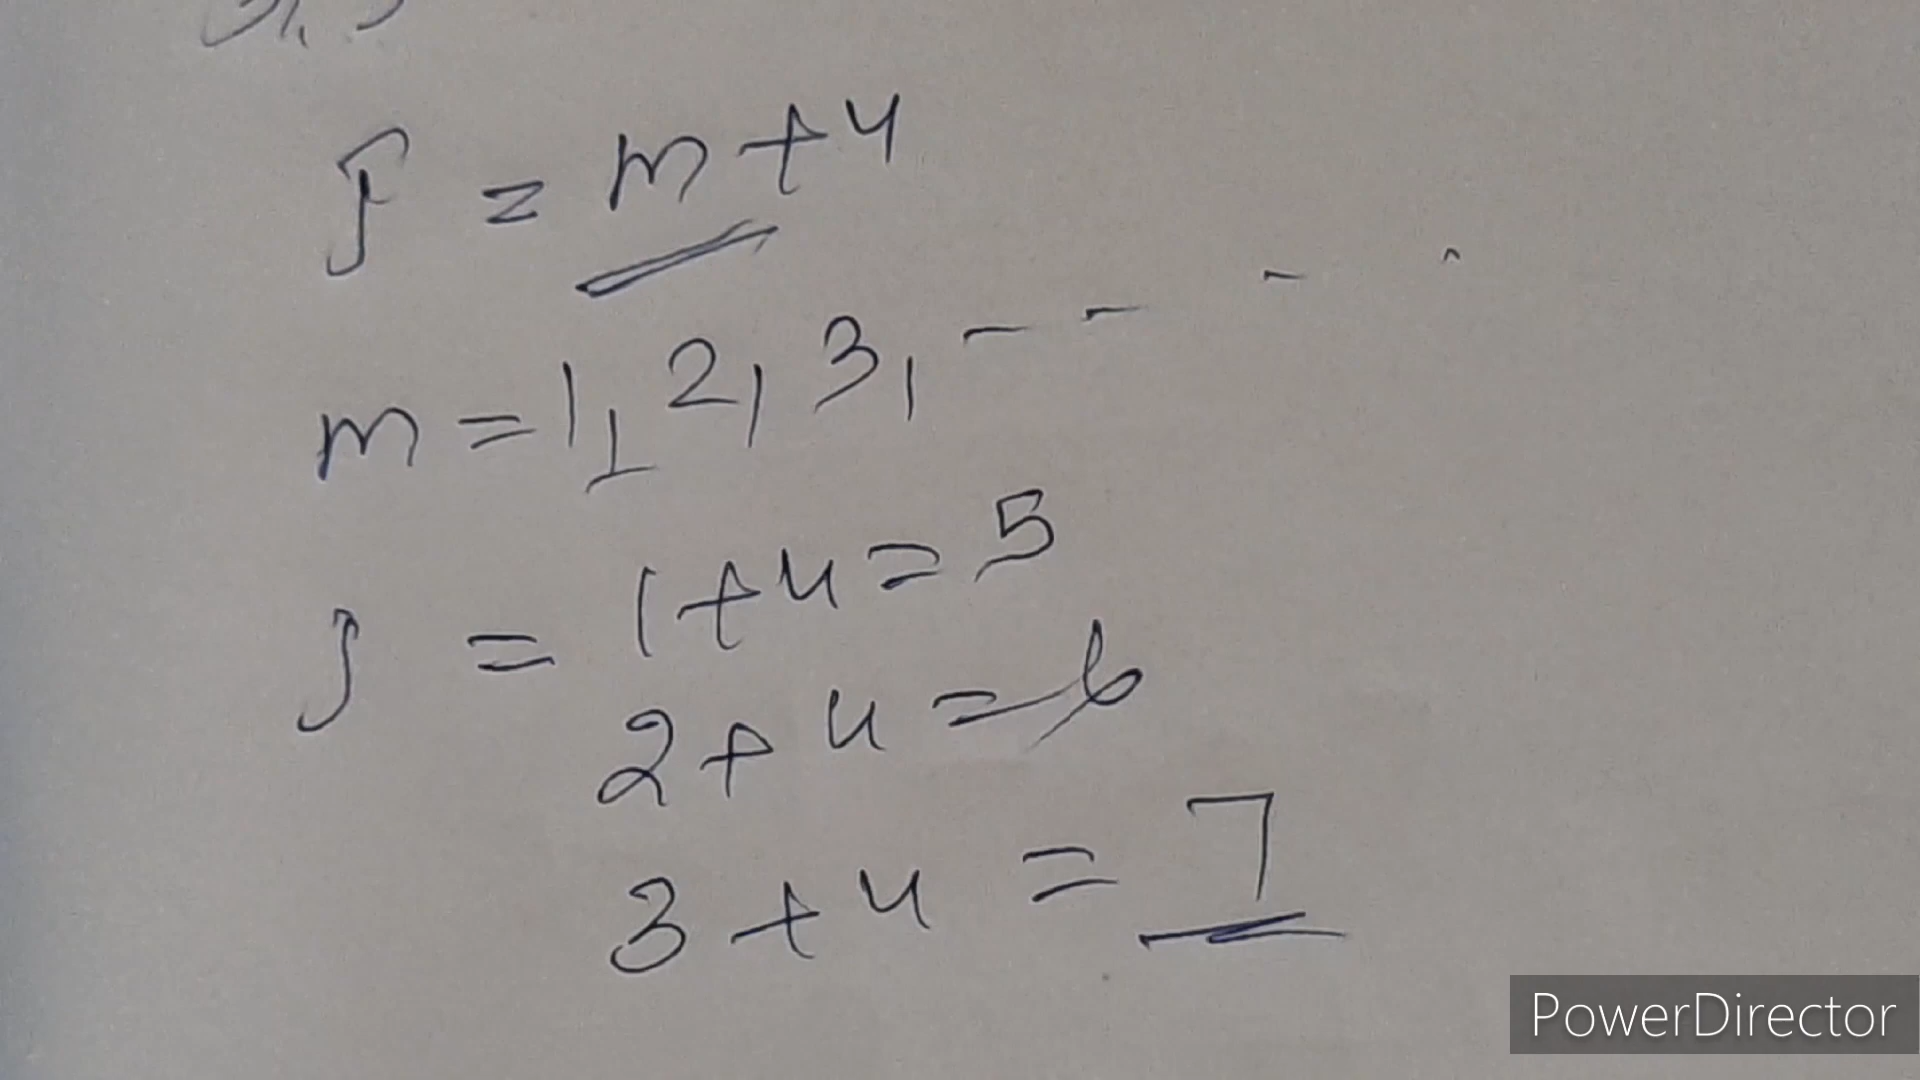 f = m + 4
m = 1, 2, 3, - - - -
f = 1 + 4 = 5
2 + 4 = 6
3 + 4 = 7
PowerDirector